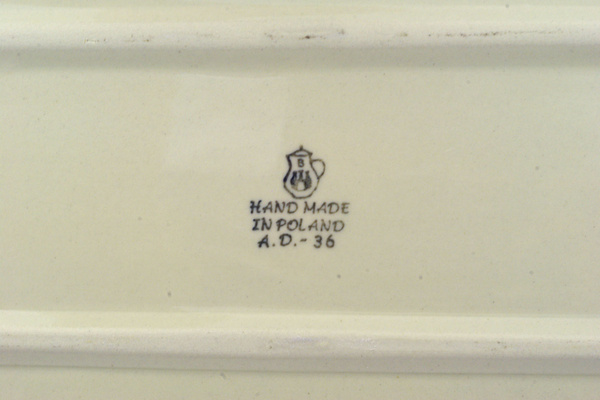 B
HAND MADE
IN POLAND
A.D.-36